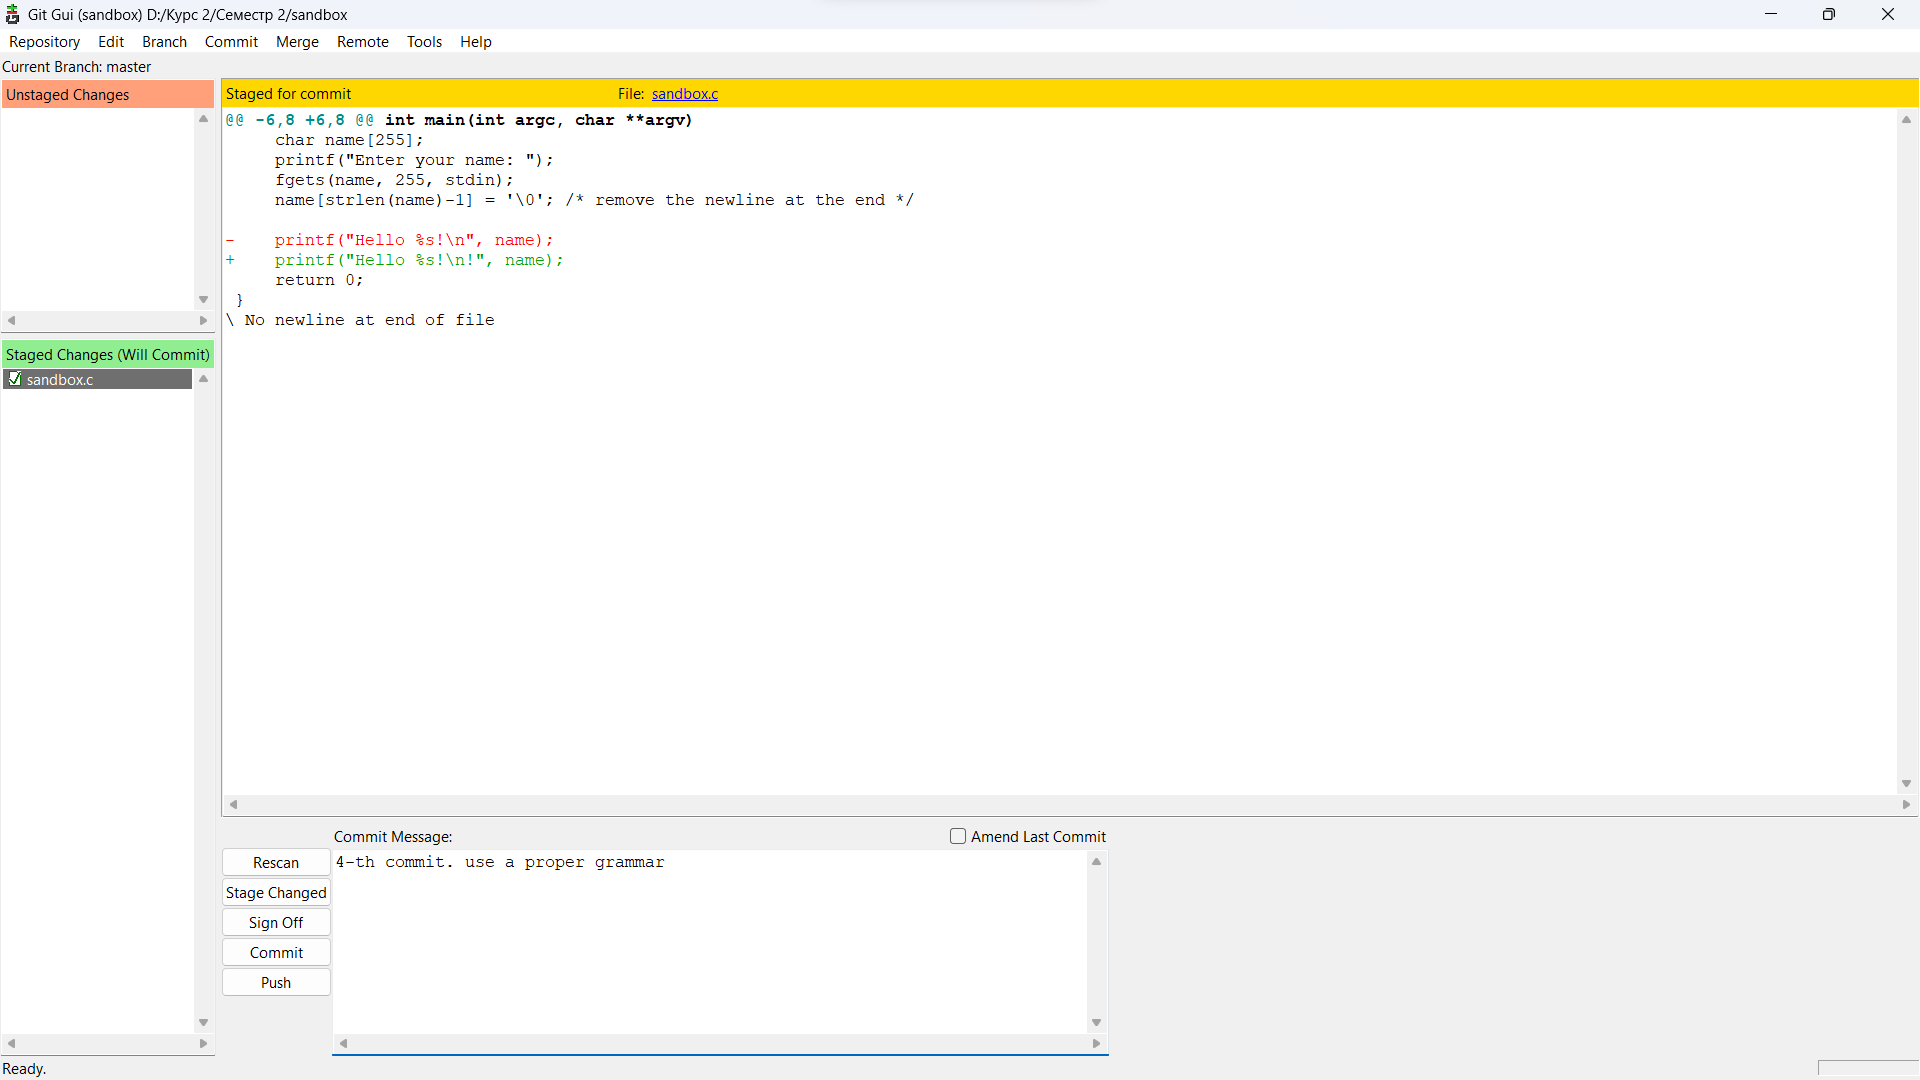 Git Gui (sandbox) D:/Курс 2/Семестр 2/sandbox
Repository Edit Branch Commit Merge Remote Tools Help
Current Branch: master
Unstaged Changes
Staged for commit File: sandbox.c
@@ -6,8 +6,8 @@ int main(int argc, char **argv)
     char name[255];
     printf("Enter your name: ");
     fgets(name, 255, stdin);
     name[strlen(name)-1] = '\0'; /* remove the newline at the end */
-    printf("Hello %s!\n", name);
+    printf("Hello %s!\n!", name);
     return 0;
 }
\ No newline at end of file
Staged Changes (Will Commit)
sandbox.c
Commit Message: Amend Last Commit
Rescan
Stage Changed
Sign Off
Commit
Push
4-th commit. use a proper grammar
Ready.